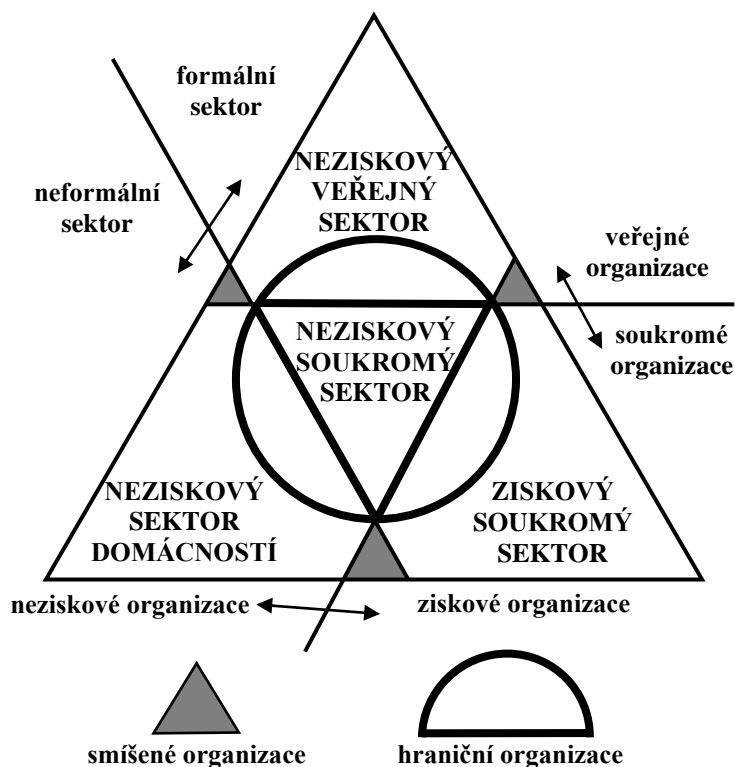 formální
sektor
neformální
sektor
NEZISKOVÝ
VEŘEJNÝ
SEKTOR
veřejné
organizace
soukromé
organizace
NEZISKOVÝ
SOUKROMÝ
SEKTOR
NEZISKOVÝ
SEKTOR
DOMÁCNOSTÍ
ZISKOVÝ
SOUKROMÝ
SEKTOR
neziskové organizace
ziskové organizace
smíšené organizace
hraniční organizace